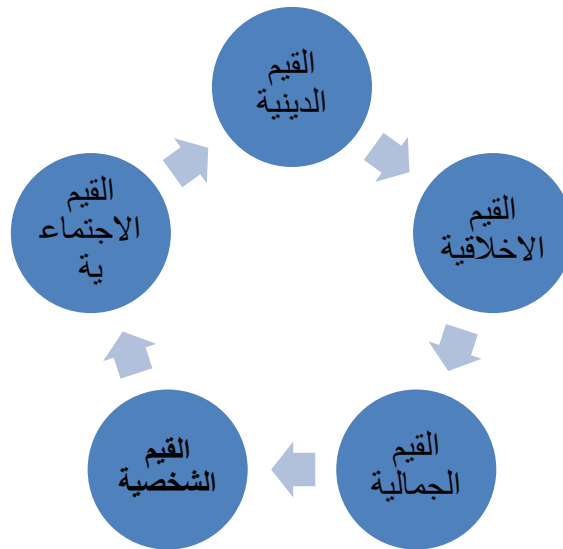 القيم
الدينية
القيم
الاخلاقية
القيم
الجمالية
القيم
الشخصية
القيم
الاجتماع
ية